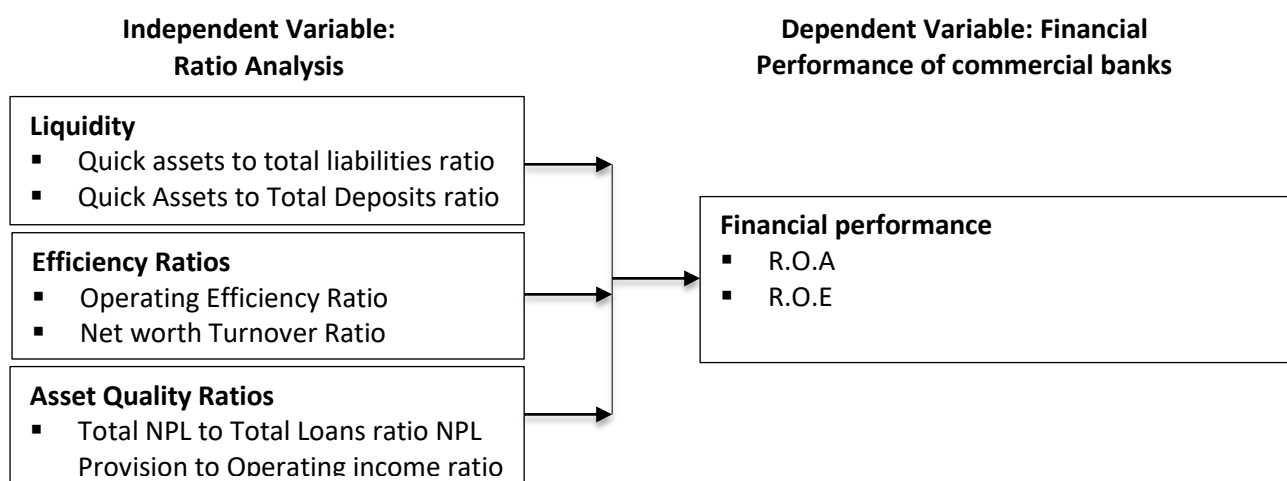 Independent Variable:
Ratio Analysis
Dependent Variable: Financial
Performance of commercial banks
Liquidity
▪ Quick assets to total liabilities ratio
▪ Quick Assets to Total Deposits ratio
Efficiency Ratios
▪ Operating Efficiency Ratio
▪ Net worth Turnover Ratio
Asset Quality Ratios
▪ Total NPL to Total Loans ratio NPL
Provision to Operating income ratio
Financial performance
▪ R.O.A
▪ R.O.E